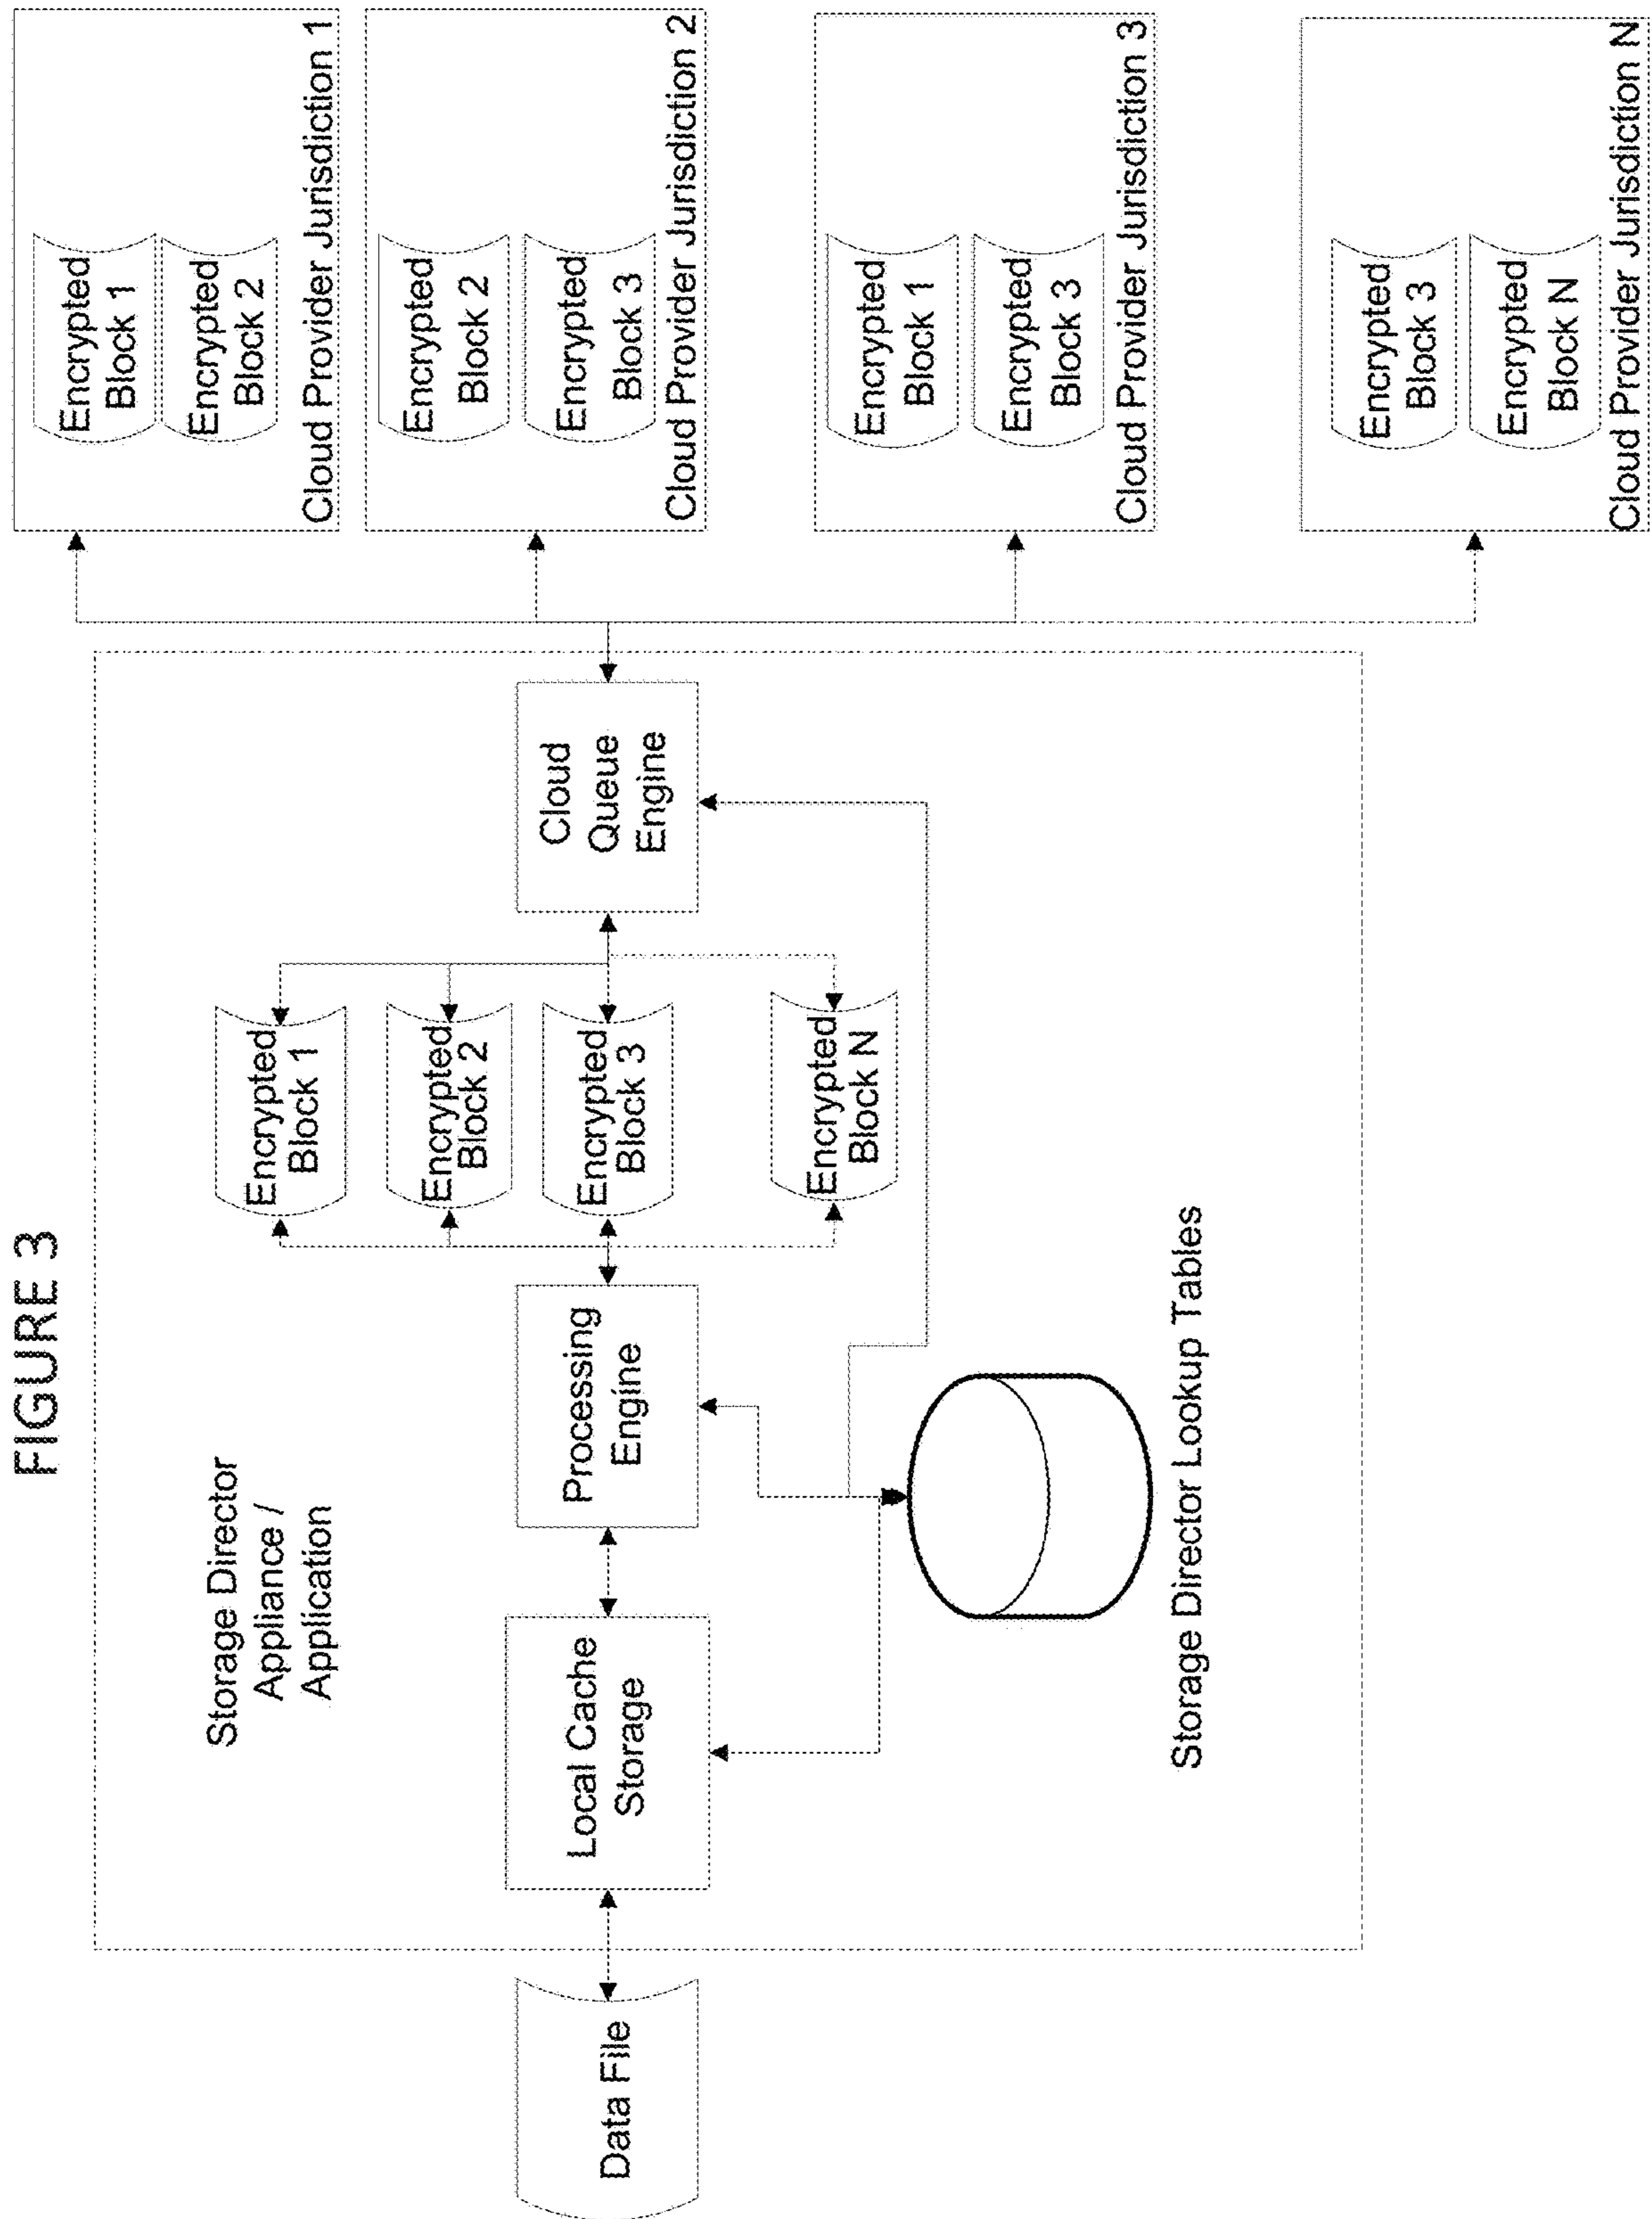 FIGURE 3
Storage Director
Appliance /
Application
Data File
Local Cache
Storage
Processing
Engine
Encrypted
Block 1
Encrypted
Block 2
Encrypted
Block 3
Encrypted
Block N
Cloud
Queue
Engine
Storage Director Lookup Tables
Encrypted
Block 1
Encrypted
Block 2
Cloud Provider Jurisdiction 1
Encrypted
Block 2
Encrypted
Block 3
Cloud Provider Jurisdiction 2
Encrypted
Block 1
Encrypted
Block 3
Cloud Provider Jurisdiction 3
Encrypted
Block 3
Encrypted
Block N
Cloud Provider Jurisdiction N